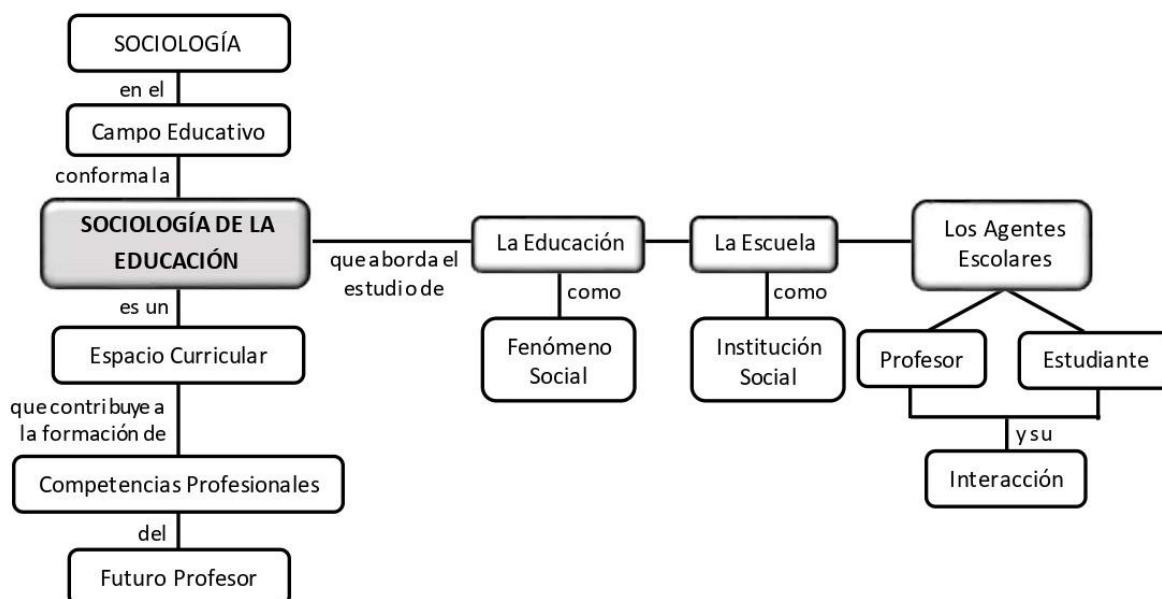 SOCIOLOGÍA
en el
Campo Educativo
conforma la
SOCIOLOGÍA DE LA
EDUCACIÓN
que aborda el
estudio de
La Educación
como
Fenómeno
Social
La Escuela
como
Institución
Social
Los Agentes
Escolares
Profesor
Estudiante
y su
Interacción
es un
Espacio Curricular
que contribuye a
la formación de
Competencias Profesionales
del
Futuro Profesor